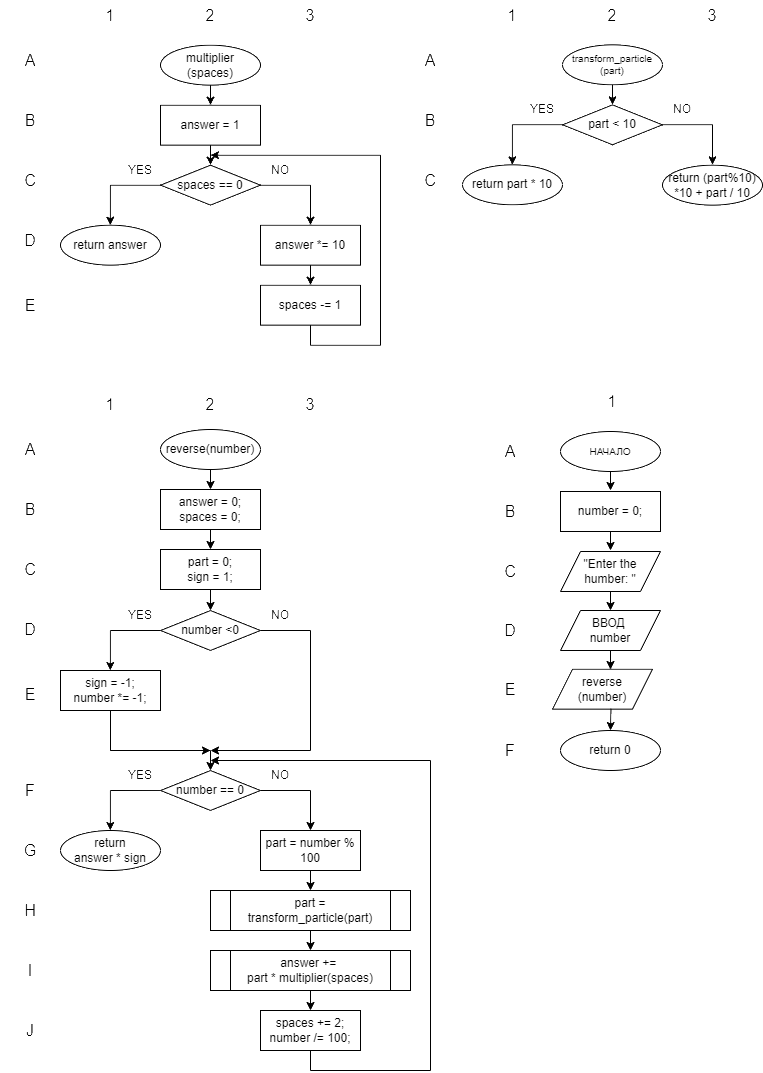 1 2 3
A
multiplier
(spaces)
B
answer = 1
YES
NO
C
spaces == 0
D
return answer
answer *= 10
E
spaces -= 1
1 2 3
A
transform_particle
(part)
YES
NO
B
part < 10
C
return part * 10
return (part%10)
*10 + part / 10
1 2 3
A
reverse(number)
B
answer = 0;
spaces = 0;
C
part = 0;
sign = 1;
YES
NO
D
number <0
E
sign = -1;
number *= -1;
YES
NO
F
number == 0
G
return
answer * sign
part = number %
100
H
part =
transform_particle(part)
I
answer +=
part * multiplier(spaces)
J
spaces += 2;
number /= 100;
1
A
НАЧАЛО
B
number = 0;
C
"Enter the
humber: "
D
ВВОД
number
E
reverse
(number)
F
return 0